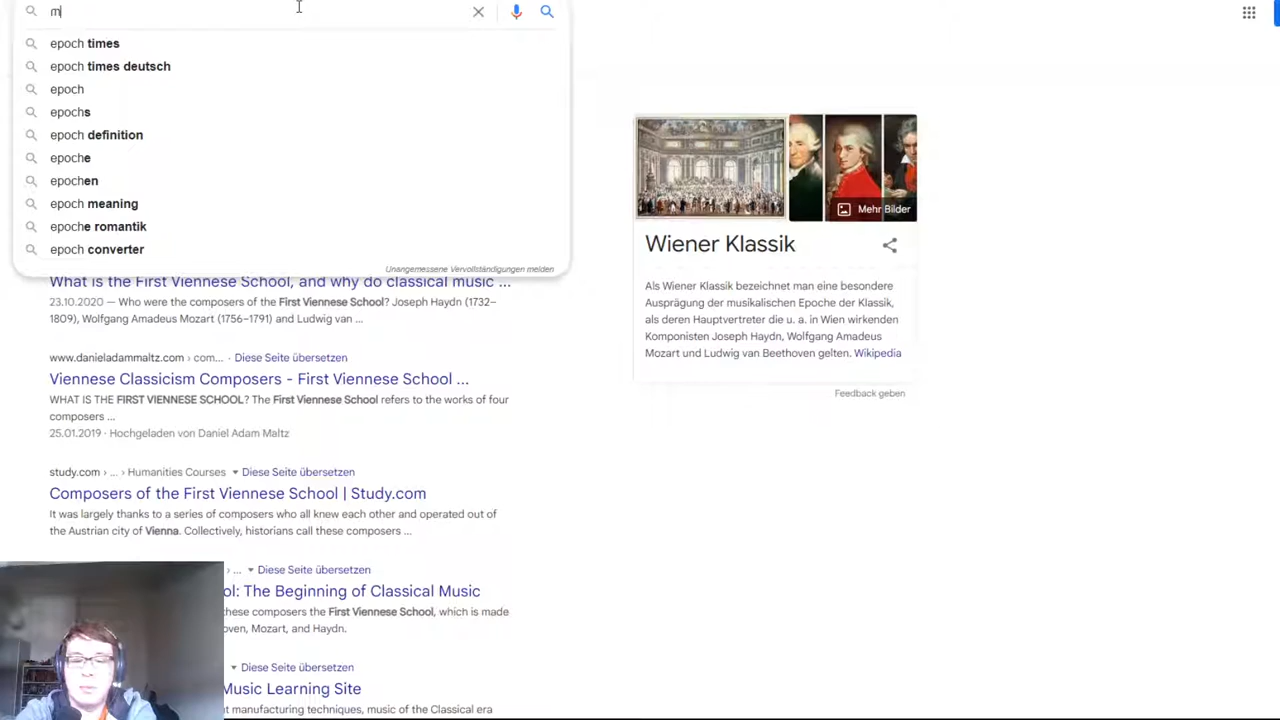 m
epoch times
epoch times deutsch
epoch
epochs
epoch definition
epoche
epochen
epoch meaning
epoche romantik
epoch converter
Unangemessene Vervollständigungen melden
What is the First Viennese School, and why do classical music ...
23.10.2020 — Who were the composers of the First Viennese School? Joseph Haydn (1732–
1809), Wolfgang Amadeus Mozart (1756–1791) and Ludwig van ...
www.danieladammaltz.com › com... · Diese Seite übersetzen
Viennese Classicism Composers - First Viennese School ...
WHAT IS THE FIRST VIENNESE SCHOOL? The First Viennese School refers to the works of four
composers ...
25.01.2019 · Hochgeladen von Daniel Adam Maltz
study.com › ... › Humanities Courses Diese Seite übersetzen
Composers of the First Viennese School | Study.com
It was largely thanks to a series of composers who all knew each other and operated out of
the Austrian city of Vienna. Collectively, historians call these composers ...
› ... Diese Seite übersetzen
ol: The Beginning of Classical Music
these composers the First Viennese School, which is made
oven, Mozart, and Haydn.
Diese Seite übersetzen
Music Learning Site
t manufacturing techniques, music of the Classical era
Mehr Bilder
Wiener Klassik
Als Wiener Klassik bezeichnet man eine besondere
Ausprägung der musikalischen Epoche der Klassik,
als deren Hauptvertreter die u. a. in Wien wirkenden
Komponisten Joseph Haydn, Wolfgang Amadeus
Mozart und Ludwig van Beethoven gelten. Wikipedia
Feedback geben